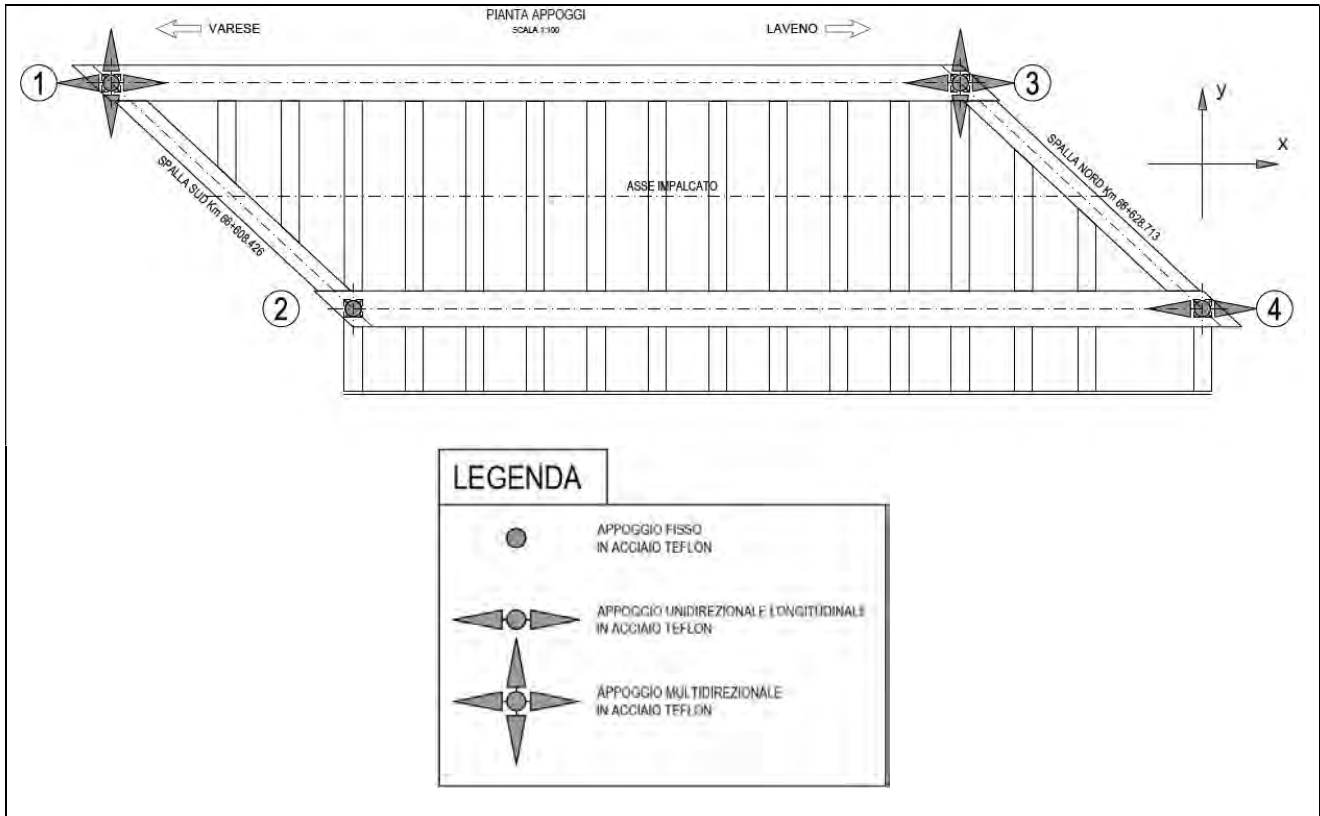 PIANTA APPOGGI
SCALA 1:100
VARESE
LAVENO
1
3
y
x
SPALLA SUD Km 66+608.426
ASSE IMPALCATO
SPALLA NORD Km 66+628.713
2
4
LEGENDA
APPOGGIO FISSO
IN ACCIAIO TEFLON
APPOGGIO UNIDIREZIONALE LONGITUDINALE
IN ACCIAIO TEFLON
APPOGGIO MULTIDIREZIONALE
IN ACCIAIO TEFLON